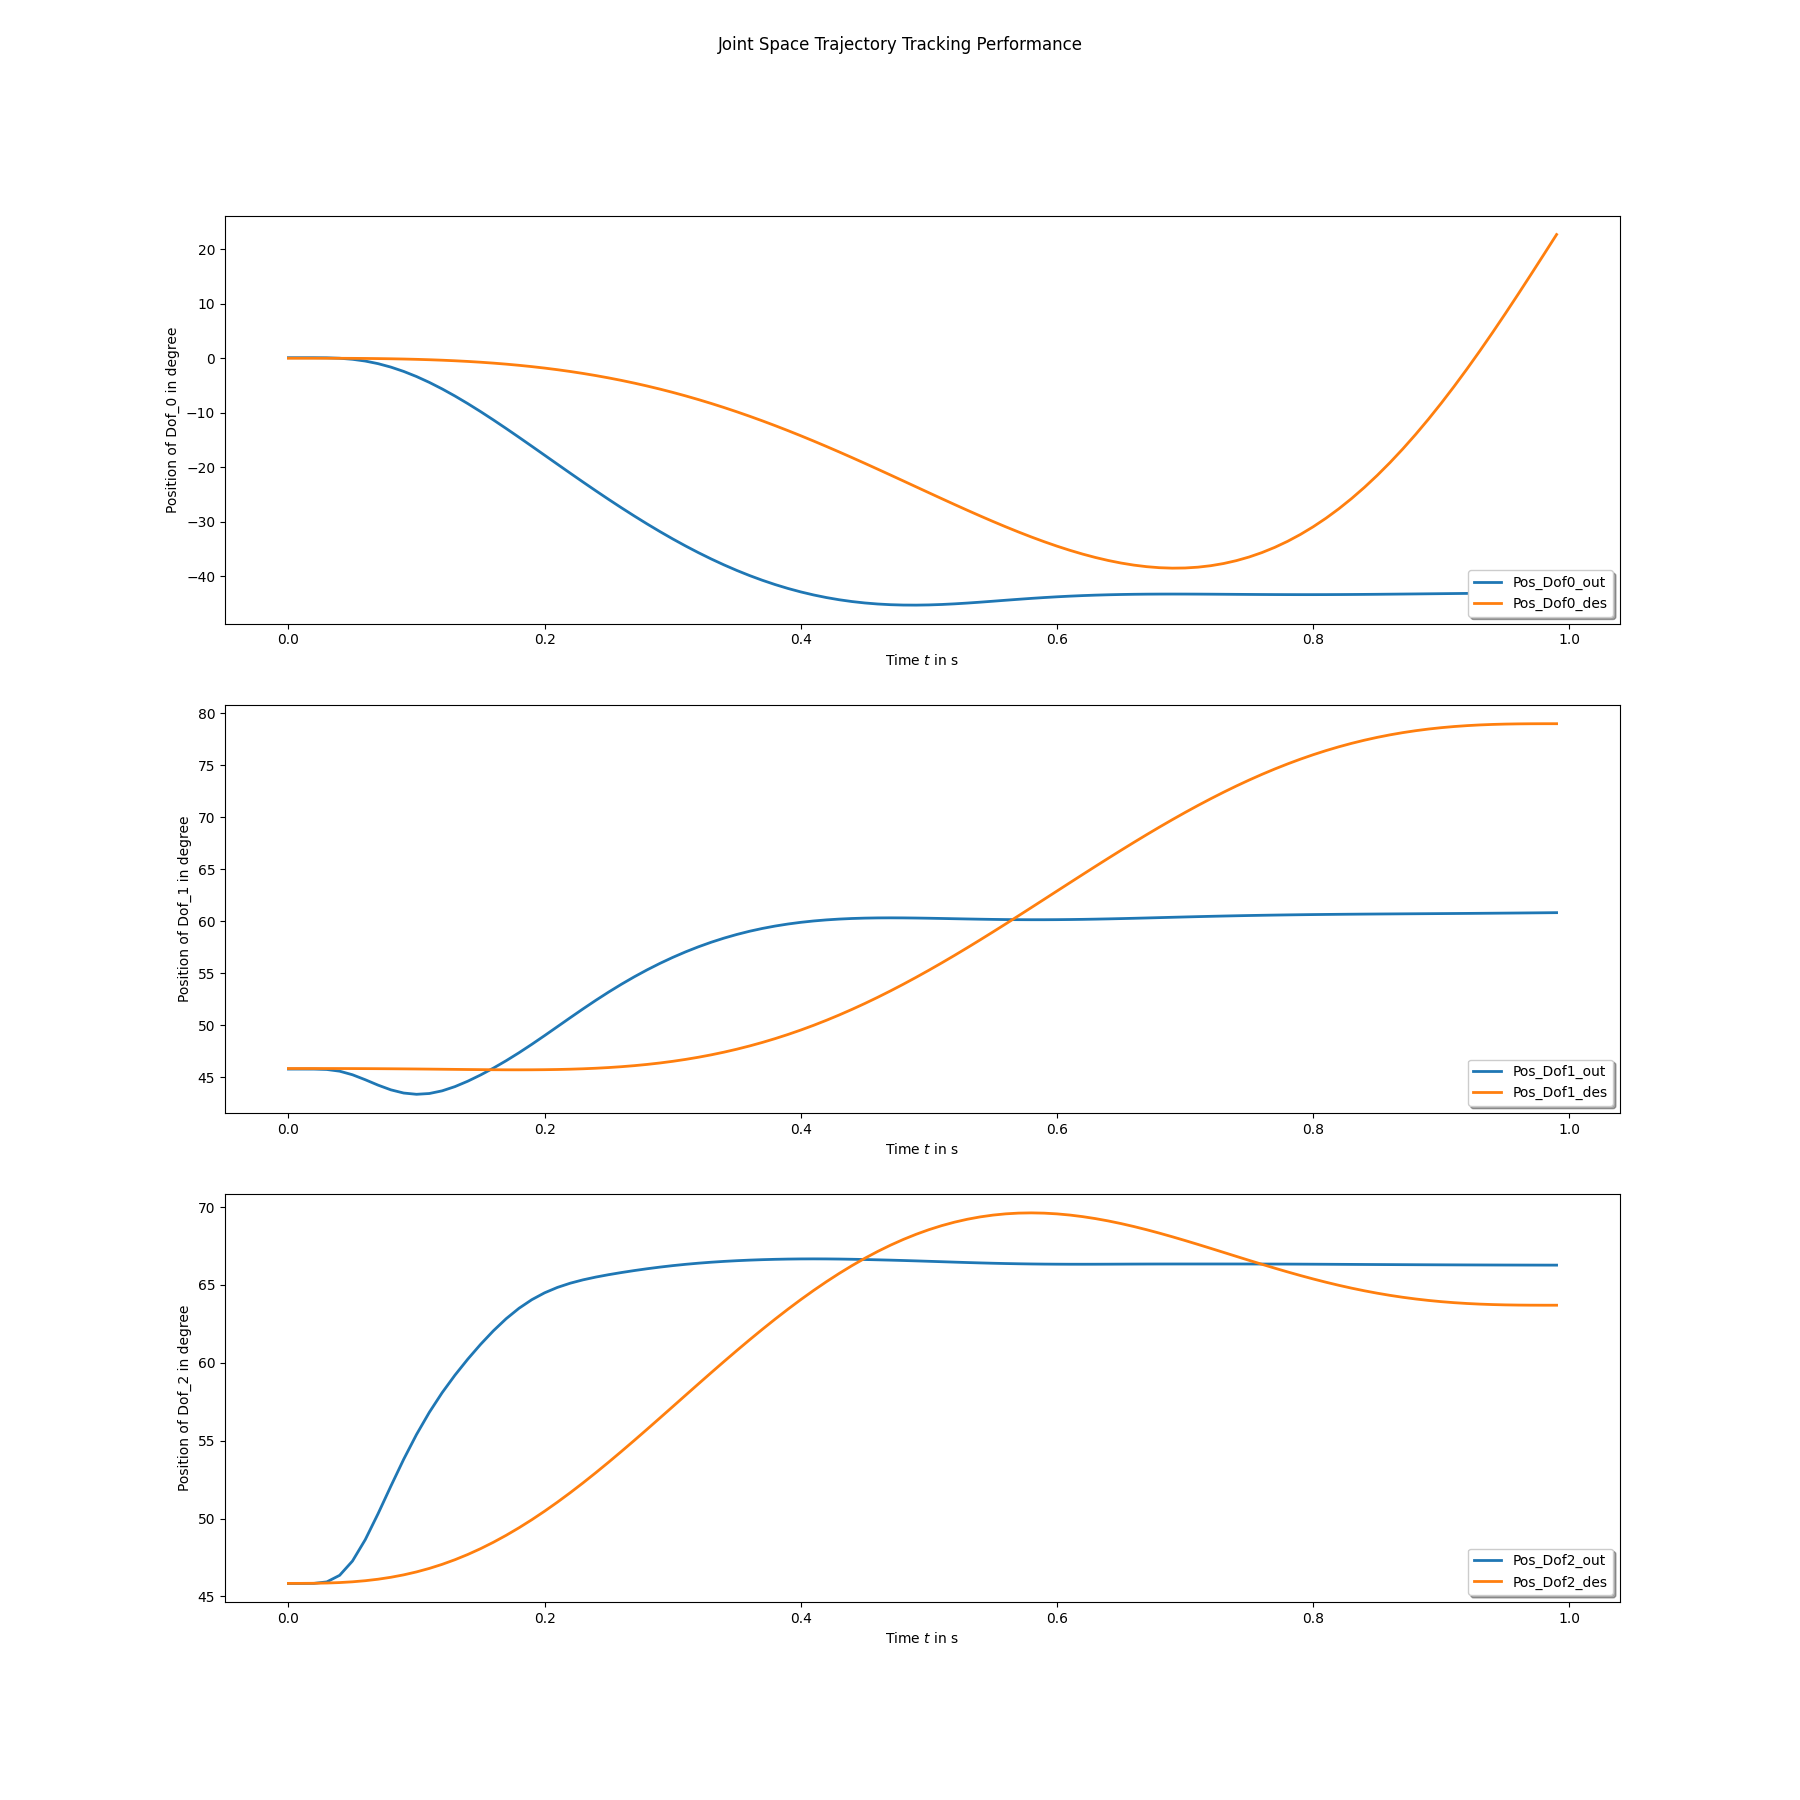 Joint Space Trajectory Tracking Performance
Position of Dof_0 in degree
20
10
0
−10
−20
−30
−40
Pos_Dof0_out
Pos_Dof0_des
0.0 0.2 0.4 0.6 0.8 1.0
Time t in s
Position of Dof_1 in degree
80
75
70
65
60
55
50
45
Pos_Dof1_out
Pos_Dof1_des
0.0 0.2 0.4 0.6 0.8 1.0
Time t in s
Position of Dof_2 in degree
70
65
60
55
50
45
Pos_Dof2_out
Pos_Dof2_des
0.0 0.2 0.4 0.6 0.8 1.0
Time t in s